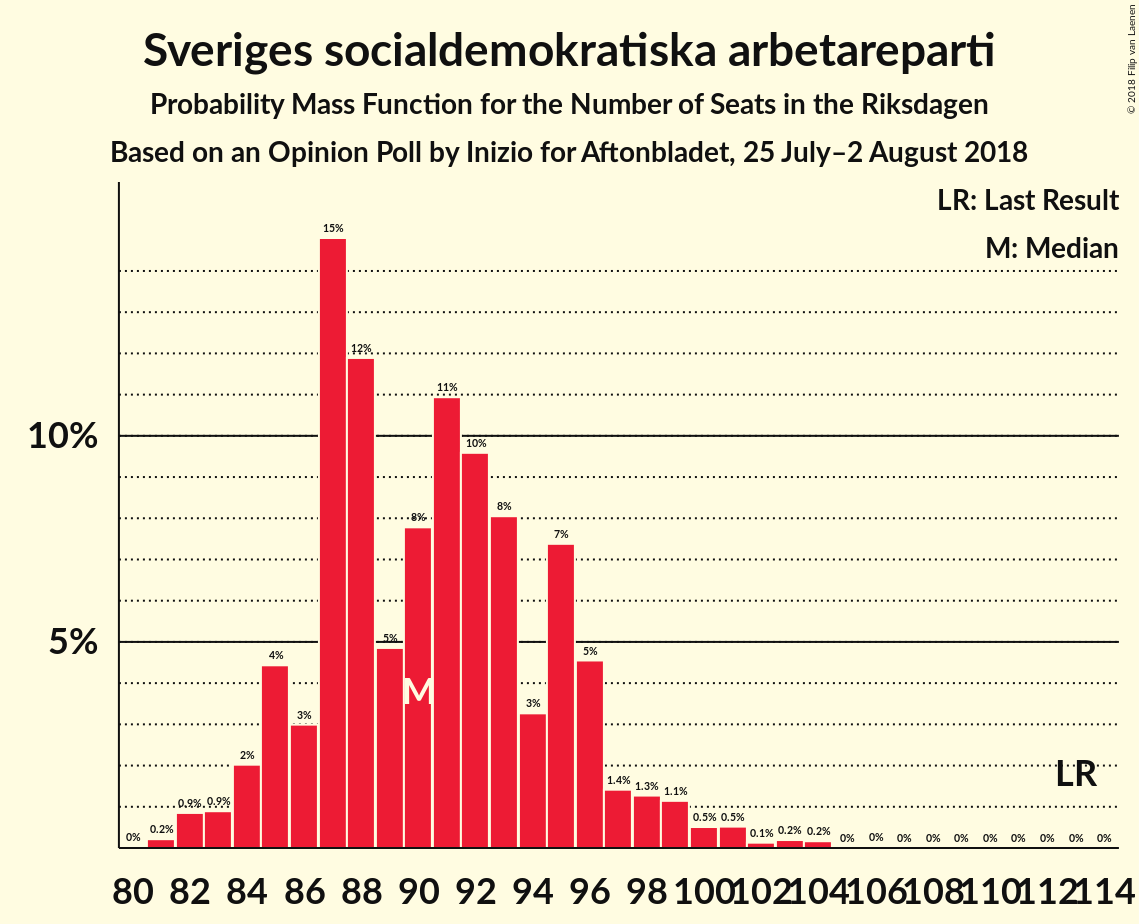 Sveriges socialdemokratiska arbetareparti
Probability Mass Function for the Number of Seats in the Riksdagen
Based on an Opinion Poll by Inizio for Aftonbladet, 25 July–2 August 2018
© 2018 Filip van Laenen
LR: Last Result
M: Median
10%
5%
0% 0.2% 0.9% 0.9% 2% 4% 3% 15% 12% 5% 8% 11% 10% 8% 3% 7% 5% 1.4% 1.3% 1.1% 0.5% 0.5% 0.1% 0.2% 0.2% 0% 0% 0% 0% 0% 0% 0% 0% 0% 0%
M
LR
80 82 84 86 88 90 92 94 96 98 100 102 104 106 108 110 112 114